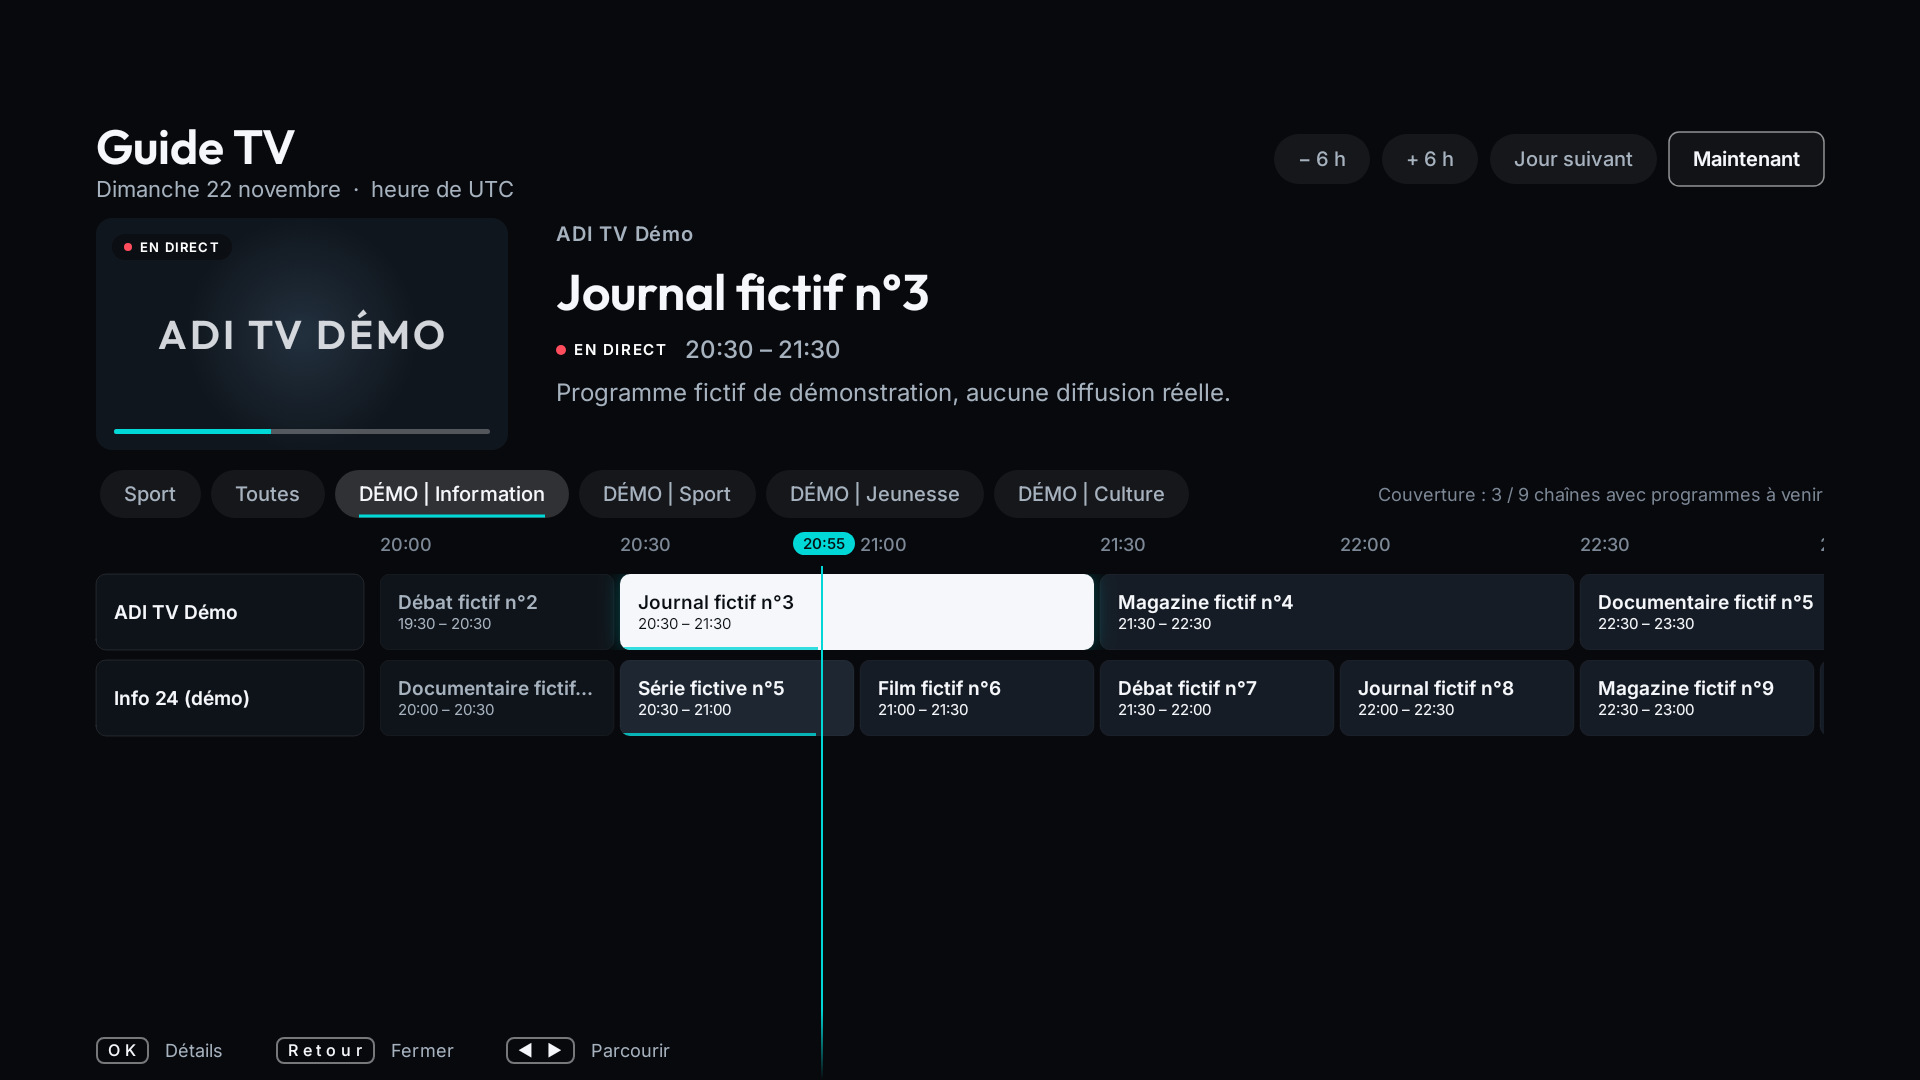 Guide TV
Dimanche 22 novembre · heure de UTC
– 6 h
+ 6 h
Jour suivant
Maintenant
EN DIRECT
ADI TV DÉMO
ADI TV Démo
Journal fictif n°3
EN DIRECT 20:30 – 21:30
Programme fictif de démonstration, aucune diffusion réelle.
Sport
Toutes
DÉMO | Information
DÉMO | Sport
DÉMO | Jeunesse
DÉMO | Culture
Couverture : 3 / 9 chaînes avec programmes à venir
20:00 20:30 20:55 21:00 21:30 22:00 22:30
ADI TV Démo
Débat fictif n°2
19:30 – 20:30
Journal fictif n°3
20:30 – 21:30
Magazine fictif n°4
21:30 – 22:30
Documentaire fictif n°5
22:30 – 23:30
Info 24 (démo)
Documentaire fictif...
20:00 – 20:30
Série fictive n°5
20:30 – 21:00
Film fictif n°6
21:00 – 21:30
Débat fictif n°7
21:30 – 22:00
Journal fictif n°8
22:00 – 22:30
Magazine fictif n°9
22:30 – 23:00
OK Détails
Retour Fermer
◀ ▶ Parcourir